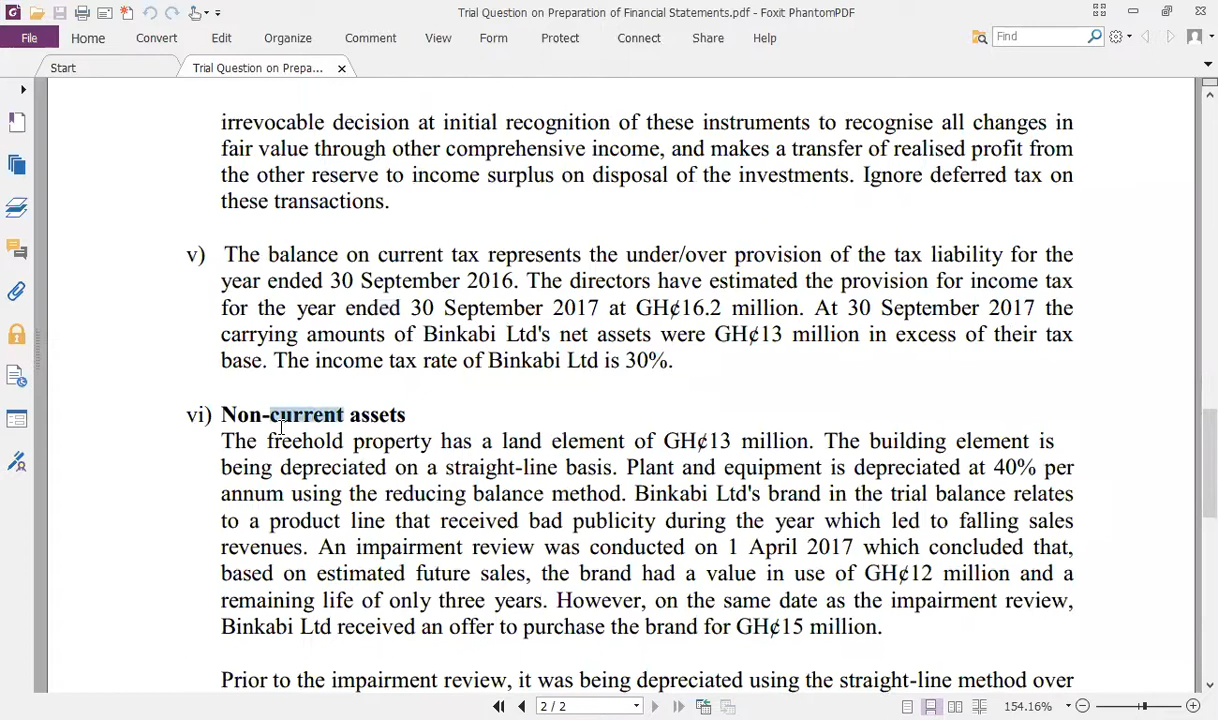 Trial Question on Preparation of Financial Statements.pdf - Foxit PhantomPDF
File Home Convert Edit Organize Comment View Form Protect Connect Share Help Find
Start Trial Question on Prepa...
irrevocable decision at initial recognition of these instruments to recognise all changes in
fair value through other comprehensive income, and makes a transfer of realised profit from
the other reserve to income surplus on disposal of the investments. Ignore deferred tax on
these transactions.
v) The balance on current tax represents the under/over provision of the tax liability for the
year ended 30 September 2016. The directors have estimated the provision for income tax
for the year ended 30 September 2017 at GH¢16.2 million. At 30 September 2017 the
carrying amounts of Binkabi Ltd's net assets were GH¢13 million in excess of their tax
base. The income tax rate of Binkabi Ltd is 30%.
vi) Non-current assets
The freehold property has a land element of GH¢13 million. The building element is
being depreciated on a straight-line basis. Plant and equipment is depreciated at 40% per
annum using the reducing balance method. Binkabi Ltd's brand in the trial balance relates
to a product line that received bad publicity during the year which led to falling sales
revenues. An impairment review was conducted on 1 April 2017 which concluded that,
based on estimated future sales, the brand had a value in use of GH¢12 million and a
remaining life of only three years. However, on the same date as the impairment review,
Binkabi Ltd received an offer to purchase the brand for GH¢15 million.
Prior to the impairment review, it was being depreciated using the straight-line method over
2 / 2 154.16%